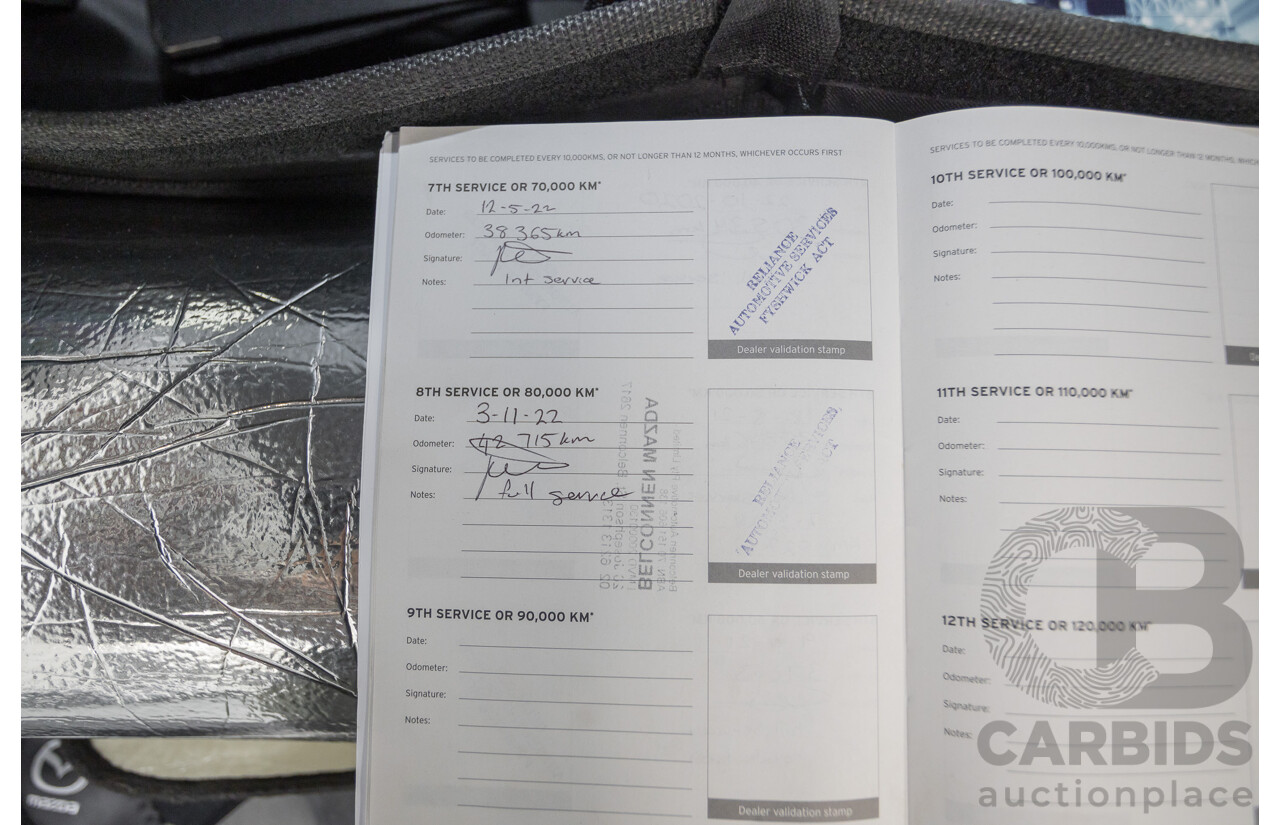 SERVICES TO BE COMPLETED EVERY 10,000KMS, OR NOT LONGER THAN 12 MONTHS, WHICHEVER OCCURS FIRST
7TH SERVICE OR 70,000 KM*
Date: 12-5-22
Odometer: 38 365km
Signature:
Notes: Int service
RELIANCE
AUTOMOTIVE SERVICES
FYSHWICK ACT
Dealer validation stamp
8TH SERVICE OR 80,000 KM*
Date: 3-11-22
Odometer: 42 715km
Signature:
Notes: full service
BELCONNEN MAZDA
RELIANCE
Dealer validation stamp
9TH SERVICE OR 90,000 KM*
Date:
Odometer:
Signature:
Notes:
Dealer validation stamp
SERVICES TO BE COMPLETED EVERY 10,000KMS, OR NOT LONGER THAN 12 MONTHS,
10TH SERVICE OR 100,000 KM*
Date:
Odometer:
Signature:
Notes:
11TH SERVICE OR 110,000 KM*
Date:
Odometer:
Signature:
Notes:
12TH SERVICE OR 120,000 KM*
Date:
Odometer:
Signature:
Notes:
CARBIDS
auctionplace
mazda